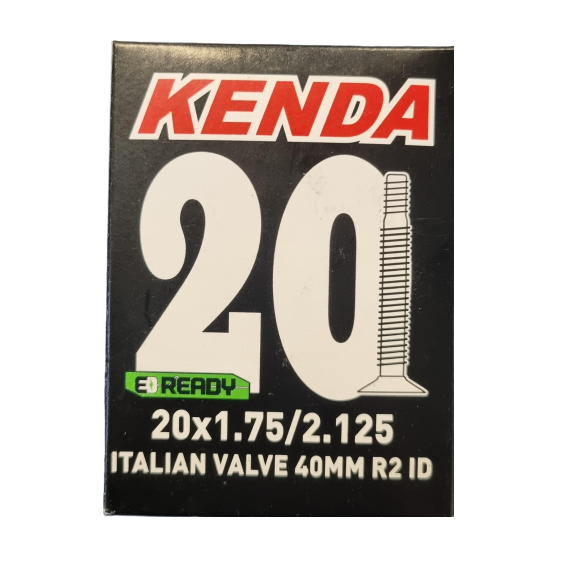 KENDA
20
READY
20x1.75/2.125
ITALIAN VALVE 40MM R2 ID